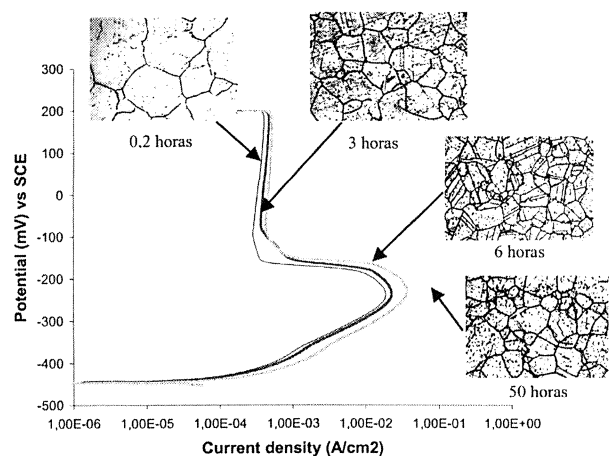 0,2 horas
3 horas
6 horas
50 horas
Potential (mV) vs SCE
300
200
100
0
-100
-200
-300
-400
-500
1,00E-06
1,00E-05
1,00E-04
1,00E-03
1,00E-02
1,00E-01
1,00E+00
Current density (A/cm2)